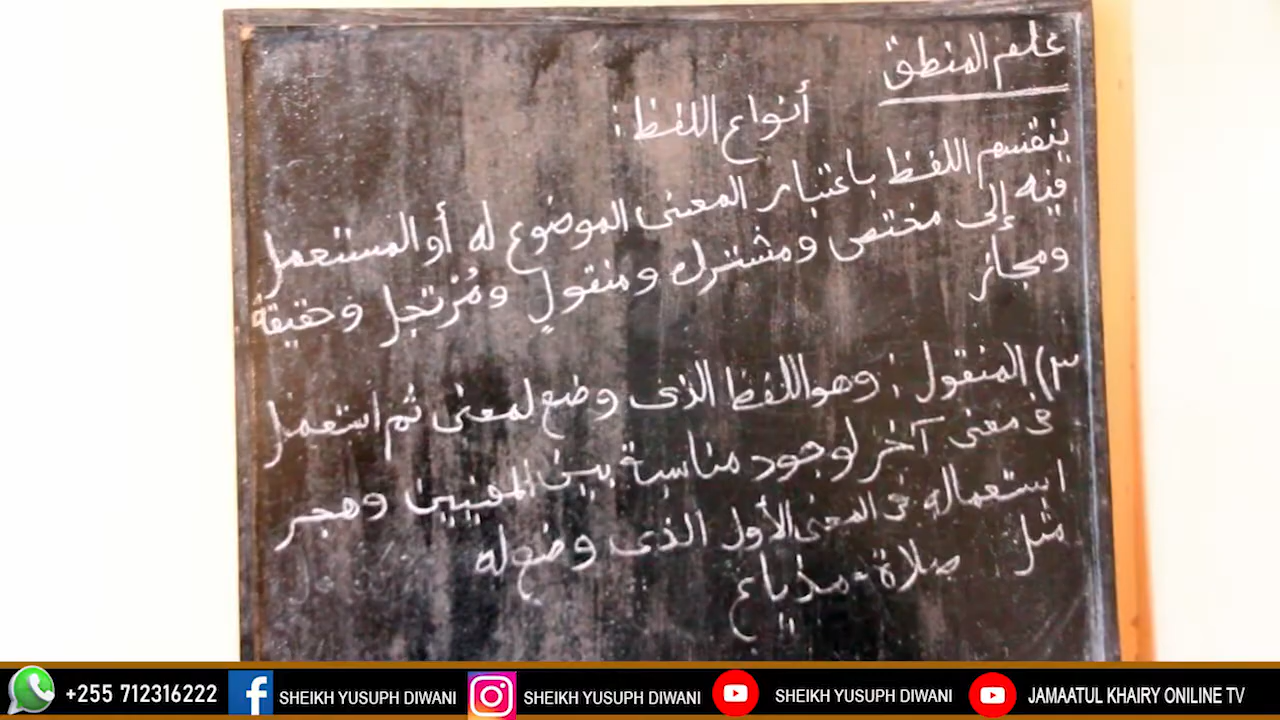 علم المنطق
أنواع اللفظ:
ينقسم اللفظ باعتبار المعنى الموضوع له أو المستعمل
فيه إلى مختص ومشترك ومنقولٍ ومُرْتجل وحقيقةُ
ومجاز
٣) المنقول: وهو اللفظ الذى وضع لمعنى ثم استعمل
فى معنى آخر لوجود مناسبة بين المعنيين وهجر
استعماله فى المعنى الأول الذى وضع له
مثل صلاة - مذياع
+255 712316222 SHEIKH YUSUPH DIWANI SHEIKH YUSUPH DIWANI SHEIKH YUSUPH DIWANI JAMAATUL KHAIRY ONILINE TV